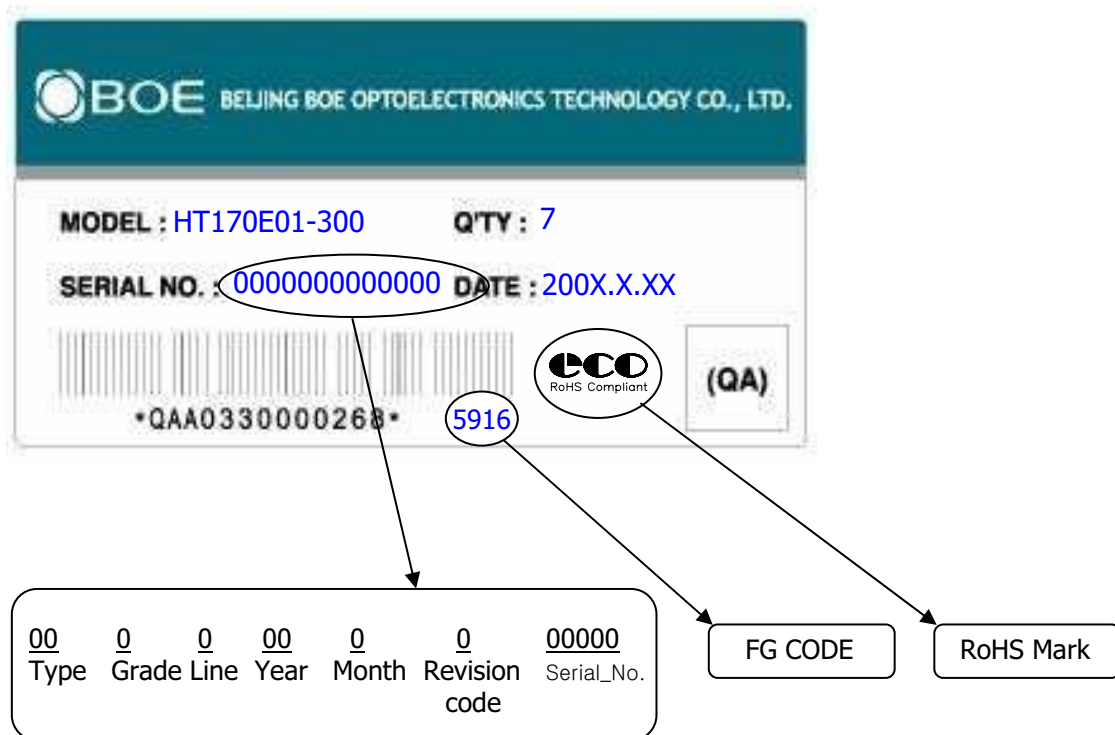 BOE BEIJING BOE OPTOELECTRONICS TECHNOLOGY CO., LTD.
MODEL : HT170E01-300 Q'TY : 7
SERIAL NO. : 0000000000000 DATE : 200X.X.XX
eco
RoHS Compliant
(QA)
*QAA0330000268* 5916
00 0 0 00 0 0 00000
Type Grade Line Year Month Revision code Serial_No.
FG CODE
RoHS Mark